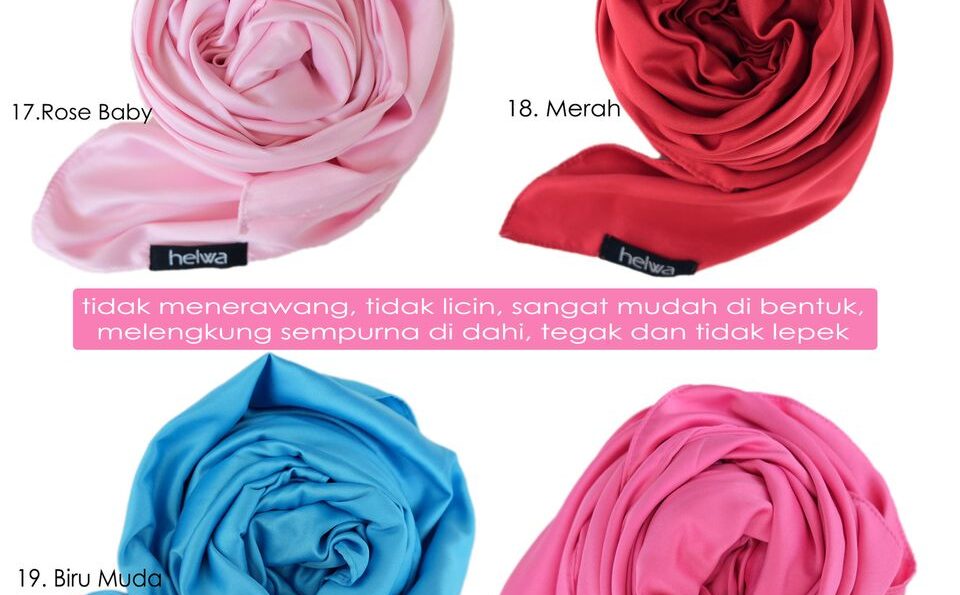 17.Rose Baby
18. Merah
helwa
helwa
tidak menerawang, tidak licin, sangat mudah di bentuk,
melengkung sempurna di dahi, tegak dan tidak lepek
19. Biru Muda